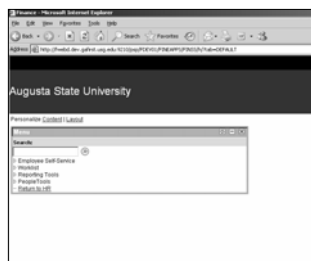 Finance - Microsoft Internet Explorer
File Edit View Favorites Tools Help
Back Search Favorites
Address
Augusta State University
Personalize Content | Layout
Menu
Search:
Employee Self-Service
Worklist
Reporting Tools
PeopleTools
Return to HR